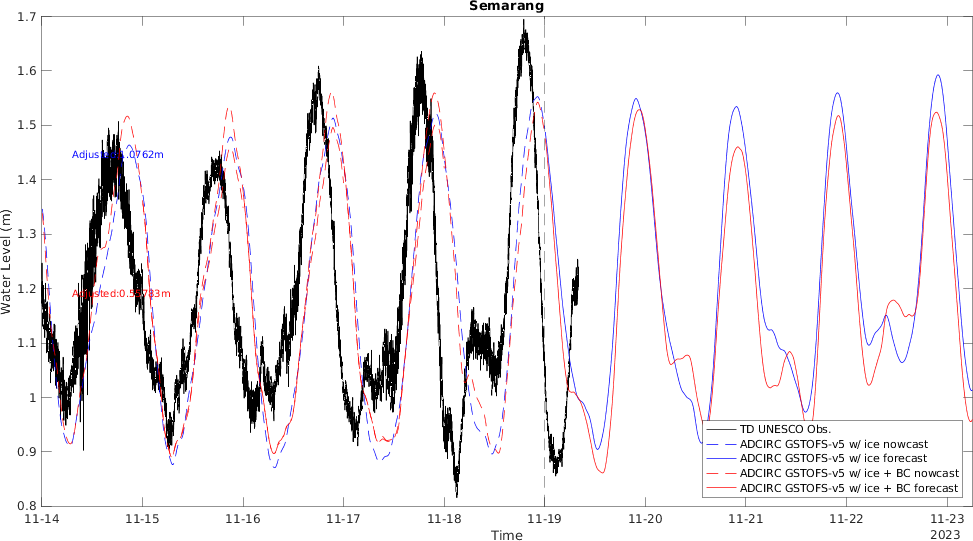 Semarang
1.7
1.6
1.5
1.4
1.3
1.2
1.1
1
0.9
0.8
Water Level (m)
11-14 11-15 11-16 11-17 11-18 11-19 11-20 11-21 11-22 11-23
2023
Time
TD UNESCO Obs.
ADCIRC GSTOFS-v5 w/ ice nowcast
ADCIRC GSTOFS-v5 w/ ice forecast
ADCIRC GSTOFS-v5 w/ ice + BC nowcast
ADCIRC GSTOFS-v5 w/ ice + BC forecast